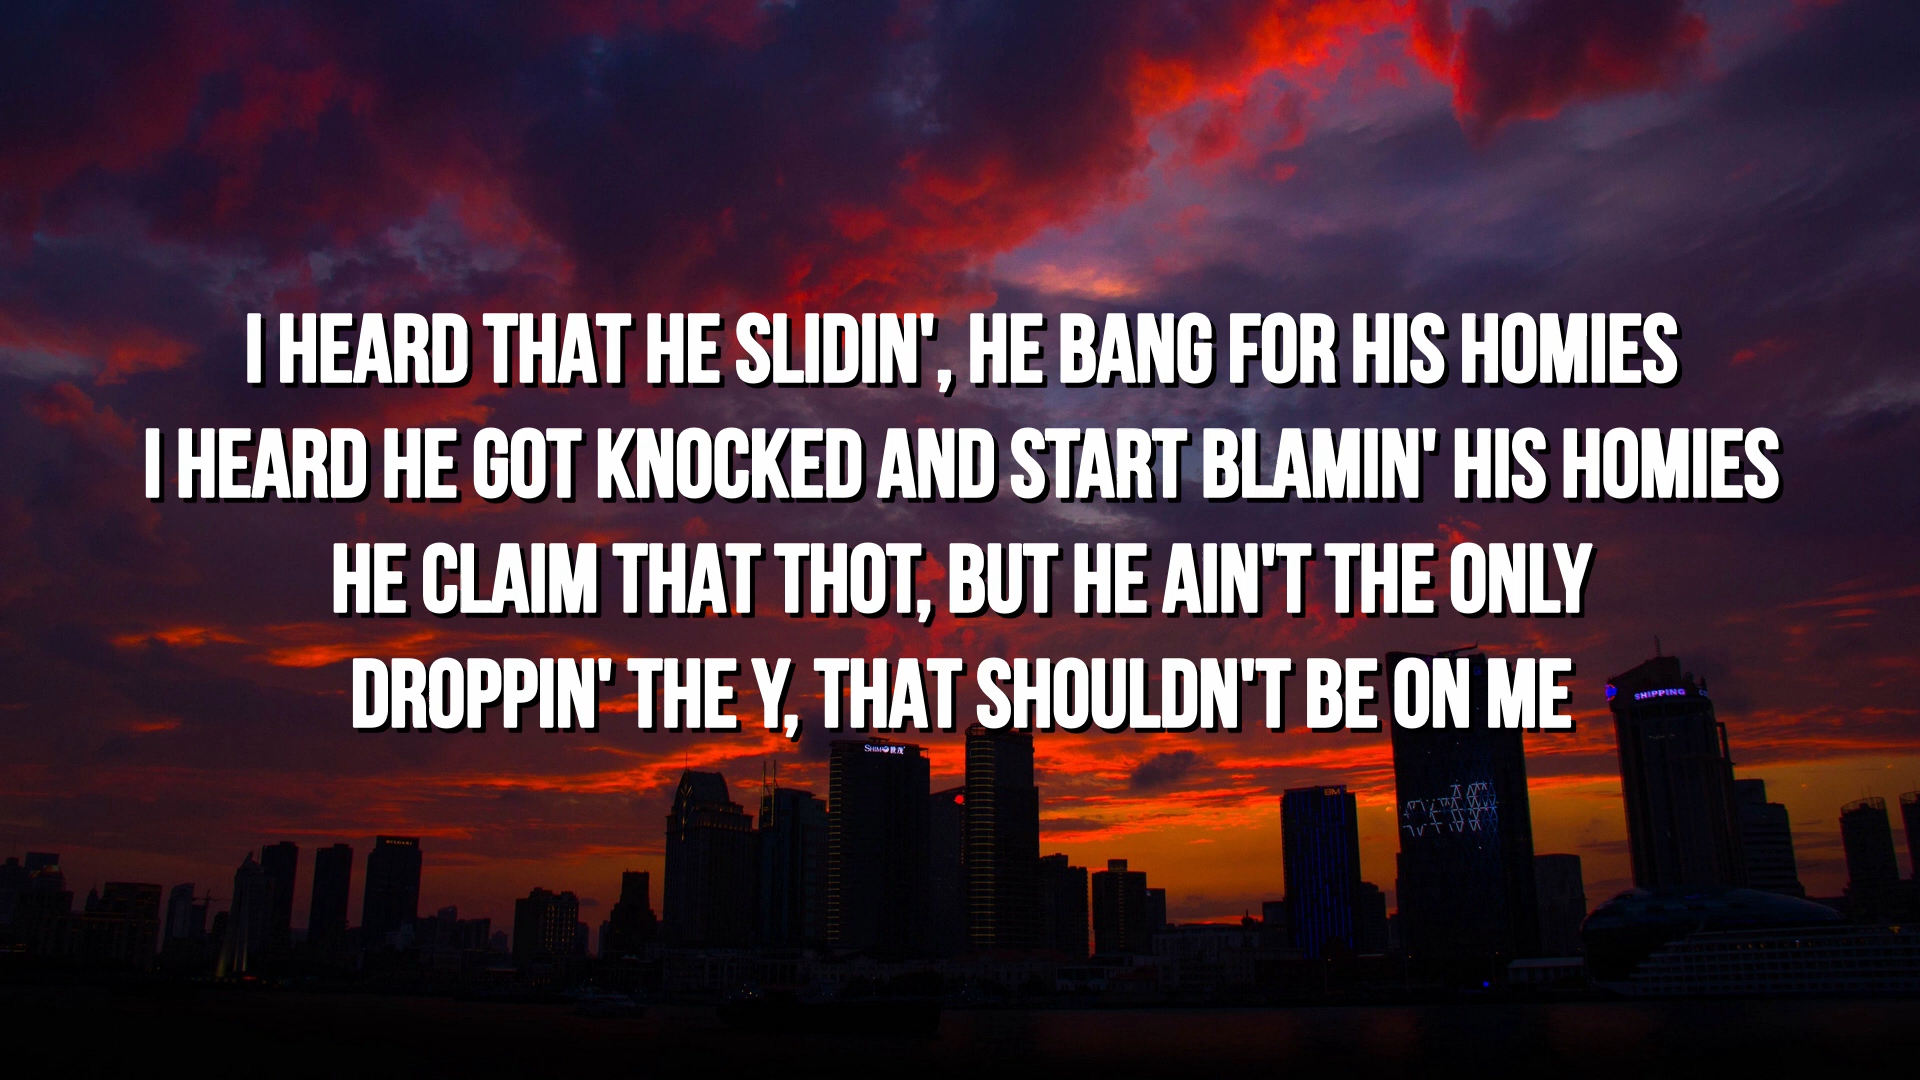 I HEARD THAT HE SLIDIN', HE BANG FOR HIS HOMIES
I HEARD HE GOT KNOCKED AND START BLAMIN' HIS HOMIES
HE CLAIM THAT THOT, BUT HE AIN'T THE ONLY
DROPPIN' THE Y, THAT SHOULDN'T BE ON ME
SHIPPING